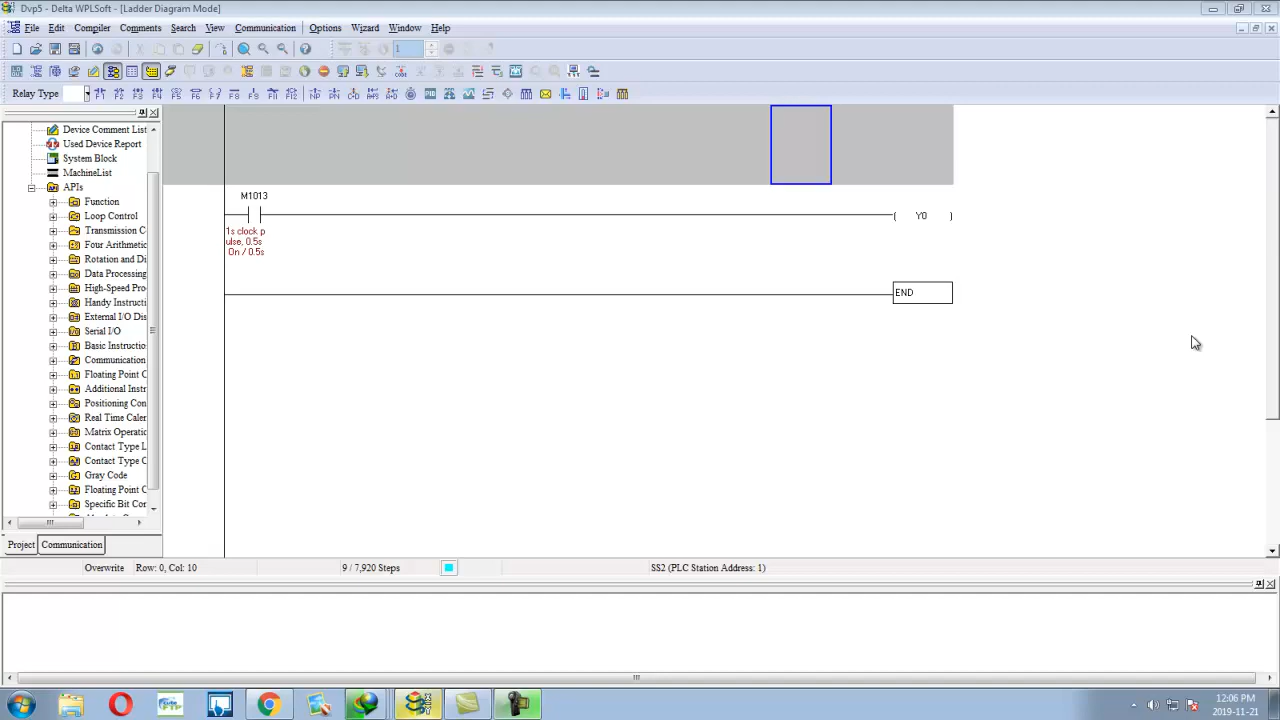 Dvp5 - Delta WPLSoft - [Ladder Diagram Mode]
File Edit Compiler Comments Search View Communication Options Wizard Window Help
1
Relay Type
Device Comment List
Used Device Report
System Block
MachineList
APIs
Function
Loop Control
Transmission C
Four Arithmetic
Rotation and Di
Data Processing
High-Speed Pro
Handy Instructi
External I/O Dis
Serial I/O
Basic Instructio
Communication
Floating Point C
Additional Instr
Positioning Con
Real Time Caler
Matrix Operatio
Contact Type L
Contact Type C
Gray Code
Floating Point C
Specific Bit Cor
Project Communication
M1013
1s clock p
ulse, 0.5s
On / 0.5s
( Y0 )
END
Overwrite Row: 0, Col: 10 9 / 7,920 Steps SS2 (PLC Station Address: 1)
12:06 PM
2019-11-21